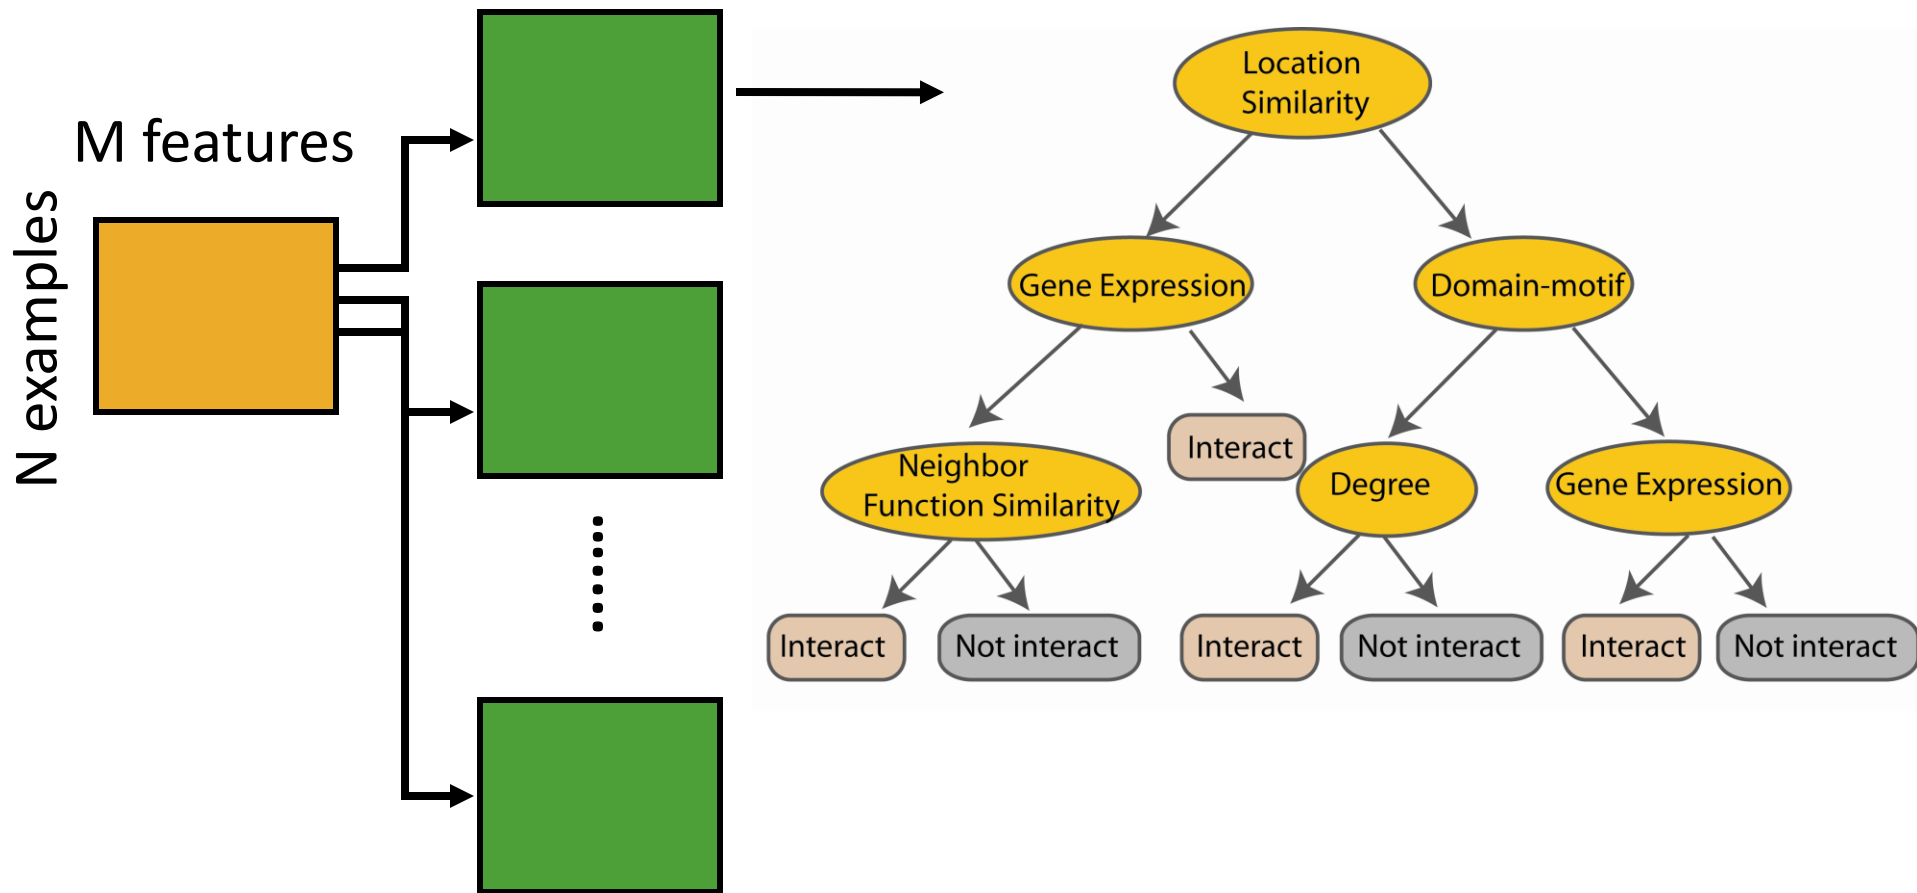 M features
N examples
Location
Similarity
Gene Expression
Domain-motif
Interact
Neighbor
Function Similarity
Degree
Gene Expression
Interact
Not interact
Interact
Not interact
Interact
Not interact